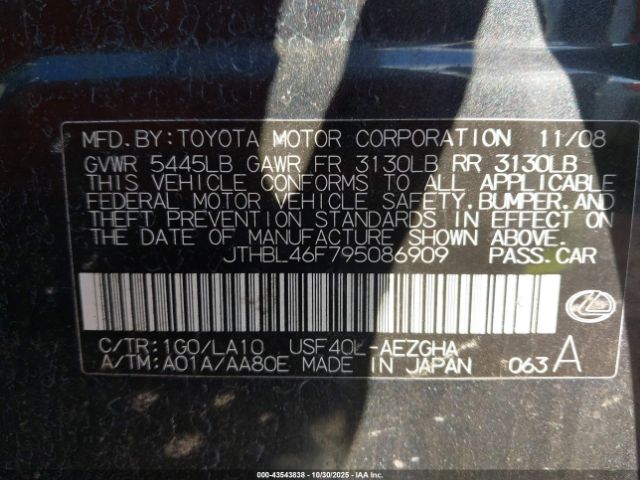 MFD. BY: TOYOTA MOTOR CORPORATION 11/08
GVWR 5445LB GAWR FR 3130LB RR 3130LB
THIS VEHICLE CONFORMS TO ALL APPLICABLE
FEDERAL MOTOR VEHICLE SAFETY, BUMPER, AND
THEFT PREVENTION STANDARDS IN EFFECT ON
THE DATE OF MANUFACTURE SHOWN ABOVE.
JTHBL46F795086909 PASS. CAR
C/TR: 1G0/LA10 USF40L-AEZGHA
A/TM: A01A/AA80E MADE IN JAPAN 063 A
000-43543838 - 10/30/2025 - IAA Inc.